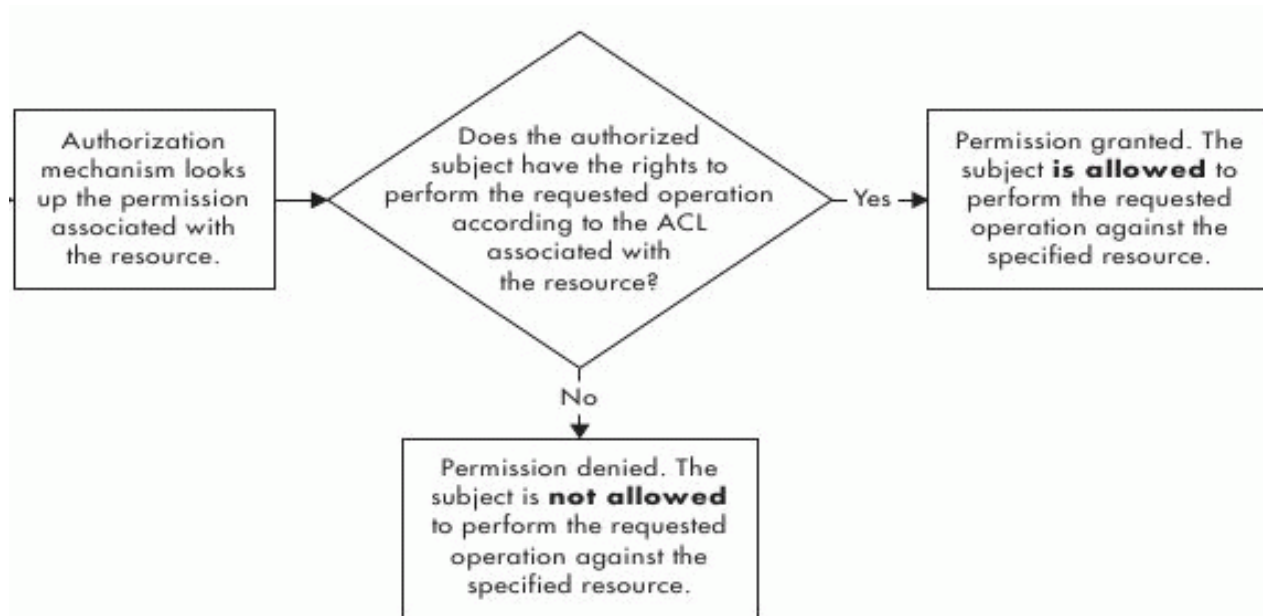 Authorization
mechanism looks
up the permission
associated with
the resource.
Does the authorized
subject have the rights to
perform the requested operation
according to the ACL
associated with
the resource?
Yes
Permission granted. The
subject is allowed to
perform the requested
operation against the
specified resource.
No
Permission denied. The
subject is not allowed
to perform the requested
operation against the
specified resource.